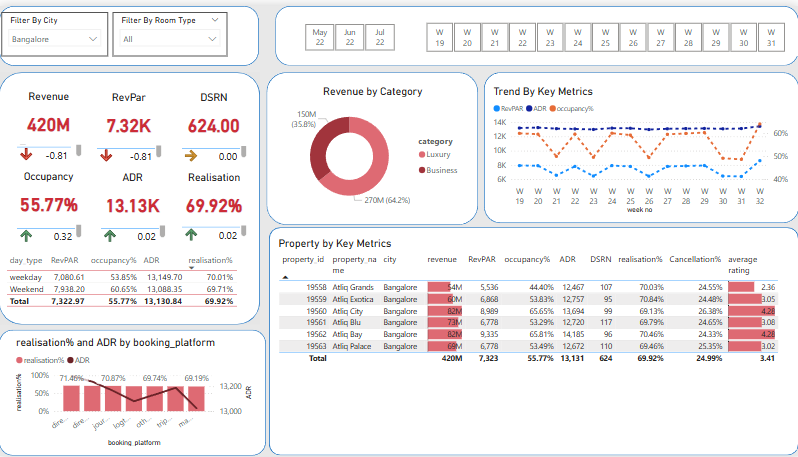 Filter By City
Bangalore
Filter By Room Type
All
May 22
Jun 22
Jul 22
W 19
W 20
W 21
W 22
W 23
W 24
W 25
W 26
W 27
W 28
W 29
W 30
W 31
Revenue
RevPar
DSRN
420M
7.32K
624.00
-0.81
-0.81
0.00
Occupancy
ADR
Realisation
55.77%
13.13K
69.92%
0.32
0.02
0.02
day_type RevPAR occupancy% ADR realisation%
weekday 7,080.61 53.85% 13,149.70 70.01%
Weekend 7,938.20 60.65% 13,088.35 69.71%
Total 7,322.97 55.77% 13,130.84 69.92%
Revenue by Category
150M
(35.8%)
270M (64.2%)
category
Luxury
Business
Trend By Key Metrics
RevPAR ADR occupancy%
14K
12K
10K
8K
6K
60%
50%
40%
W 19
W 20
W 21
W 22
W 23
W 24
W 25
W 26
W 27
W 28
W 29
W 30
W 31
W 32
week no
realisation% and ADR by booking_platform
realisation% ADR
100%
50%
0%
realisation%
71.46%
70.87%
69.74%
69.19%
13,200
13,000
ADR
dire...
dire...
jour...
logt...
oth...
trip...
ma...
booking_platform
Property by Key Metrics
property_id property_name city revenue RevPAR occupancy% ADR DSRN realisation% Cancellation% average rating
19558 Atliq Grands Bangalore 54M 5,536 44.40% 12,467 107 70.03% 24.55% 2.36
19559 Atliq Exotica Bangalore 60M 6,868 53.83% 12,757 95 70.84% 24.48% 3.05
19560 Atliq City Bangalore 82M 8,989 65.65% 13,694 99 69.13% 26.38% 4.28
19561 Atliq Blu Bangalore 73M 6,778 53.29% 12,720 117 69.79% 24.65% 3.08
19562 Atliq Bay Bangalore 82M 9,335 65.81% 14,185 96 70.46% 24.33% 4.28
19563 Atliq Palace Bangalore 69M 6,778 53.49% 12,672 110 69.46% 25.35% 3.02
Total 420M 7,323 55.77% 13,131 624 69.92% 24.99% 3.41